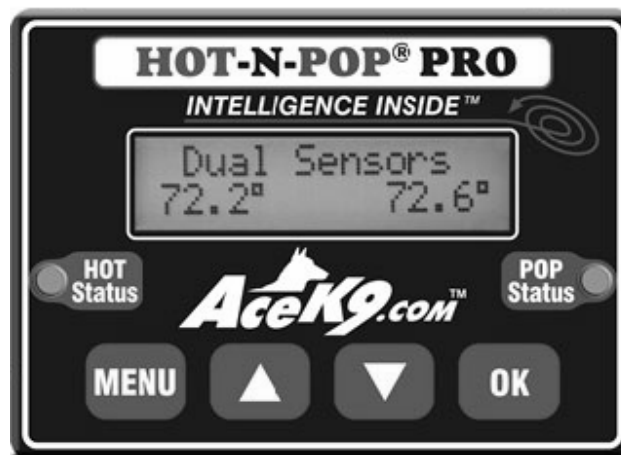 HOT-N-POP® PRO
INTELLIGENCE INSIDE™
Dual Sensors
72.2° 72.6°
HOT Status
POP Status
AceK9.com™
MENU
OK